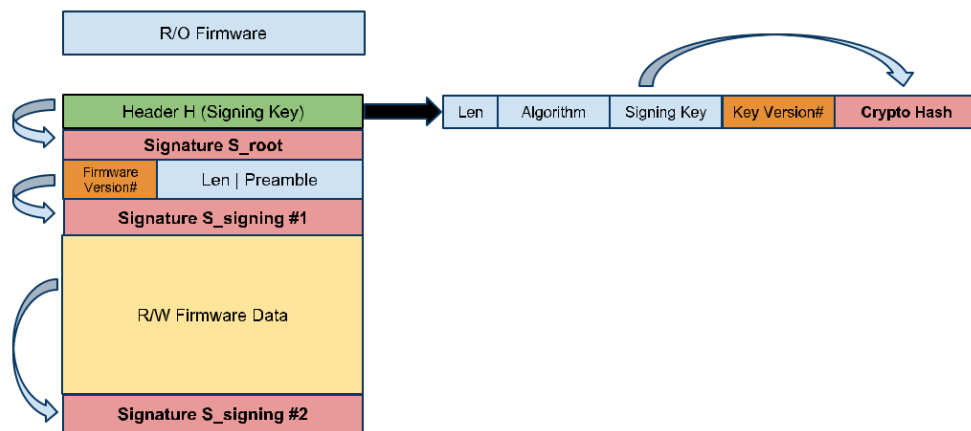 R/O Firmware
Header H (Signing Key)
Len
Algorithm
Signing Key
Key Version#
Crypto Hash
Signature S_root
Firmware
Version#
Len | Preamble
Signature S_signing #1
R/W Firmware Data
Signature S_signing #2